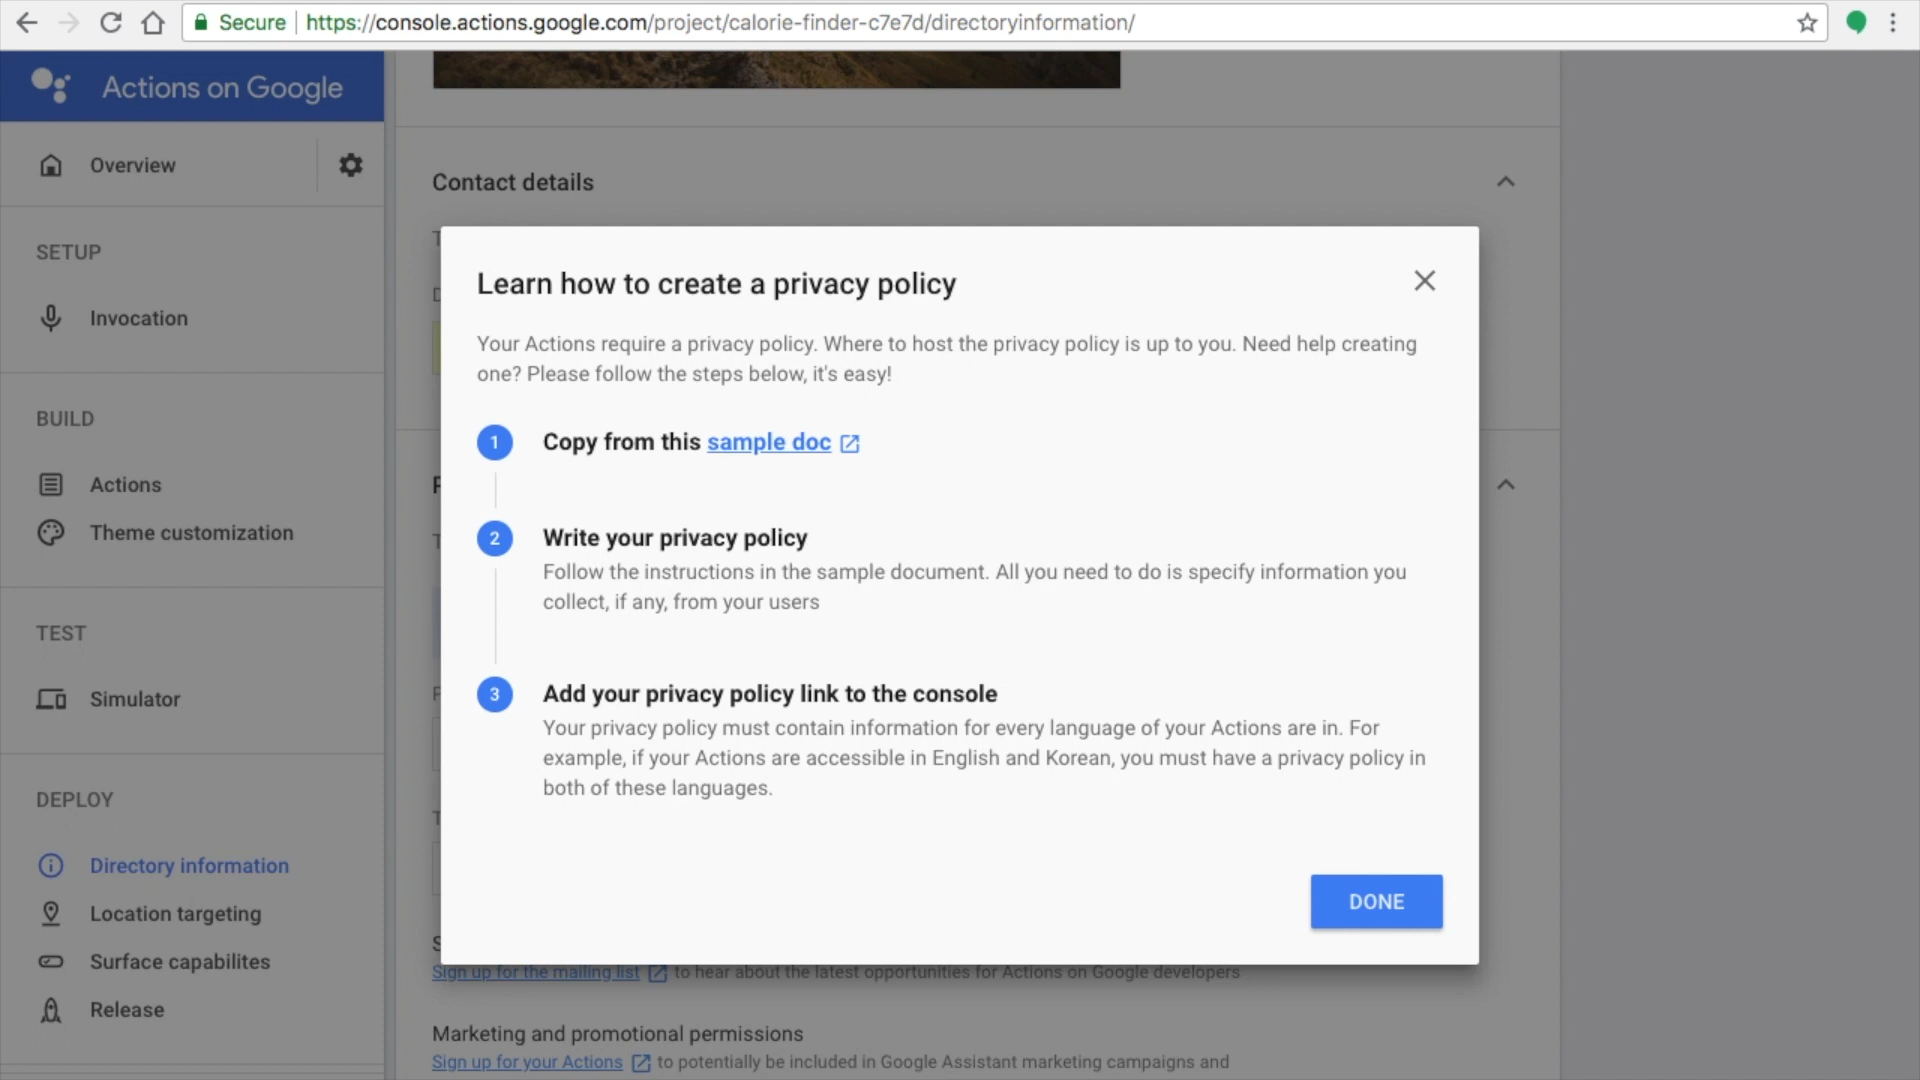 Secure https://console.actions.google.com/project/calorie-finder-c7e7d/directoryinformation/
Actions on Google
Overview
SETUP
Invocation
BUILD
Actions
Theme customization
TEST
Simulator
DEPLOY
Directory information
Location targeting
Surface capabilites
Release
Contact details
Learn how to create a privacy policy
Your Actions require a privacy policy. Where to host the privacy policy is up to you. Need help creating
one? Please follow the steps below, it's easy!
1 Copy from this sample doc
2 Write your privacy policy
Follow the instructions in the sample document. All you need to do is specify information you
collect, if any, from your users
3 Add your privacy policy link to the console
Your privacy policy must contain information for every language of your Actions are in. For
example, if your Actions are accessible in English and Korean, you must have a privacy policy in
both of these languages.
DONE
Sign up for the mailing list to hear about the latest opportunities for Actions on Google developers
Marketing and promotional permissions
Sign up for your Actions to potentially be included in Google Assistant marketing campaigns and